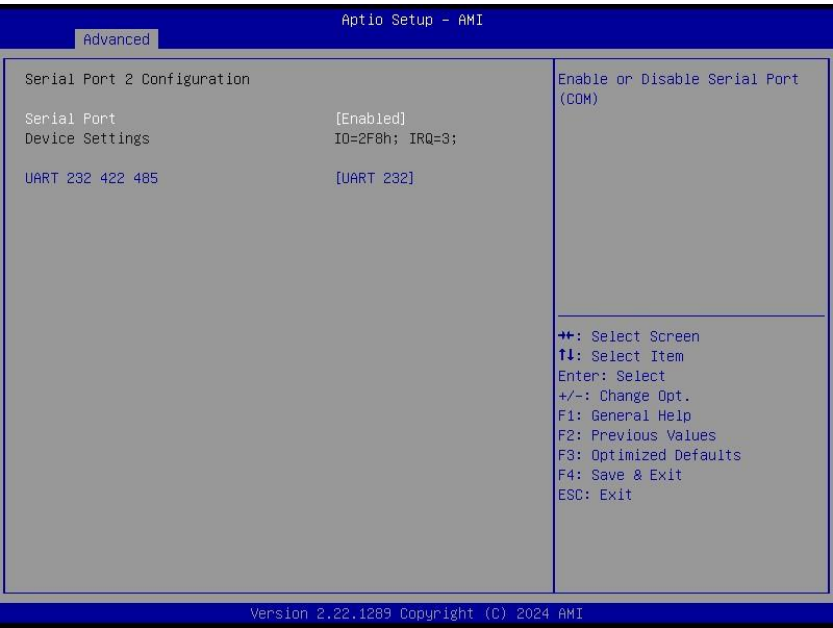 Aptio Setup – AMI
Advanced
Serial Port 2 Configuration
Serial Port [Enabled]
Device Settings IO=2F8h; IRQ=3;
UART 232 422 485 [UART 232]
Enable or Disable Serial Port
(COM)
→←: Select Screen
↑↓: Select Item
Enter: Select
+/-: Change Opt.
F1: General Help
F2: Previous Values
F3: Optimized Defaults
F4: Save & Exit
ESC: Exit
Version 2.22.1289 Copyright (C) 2024 AMI